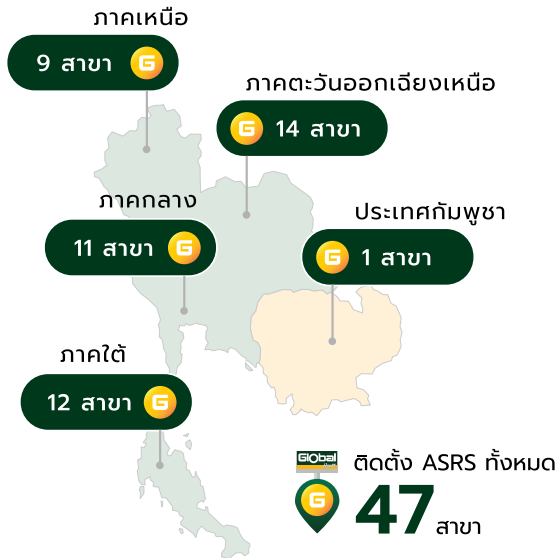 ภาคเหนือ
9 สาขา G
ภาคตะวันออกเฉียงเหนือ
G 14 สาขา
ภาคกลาง
11 สาขา G
ประเทศกัมพูชา
G 1 สาขา
ภาคใต้
12 สาขา G
Global
ติดตั้ง ASRS ทั้งหมด
G
47 สาขา